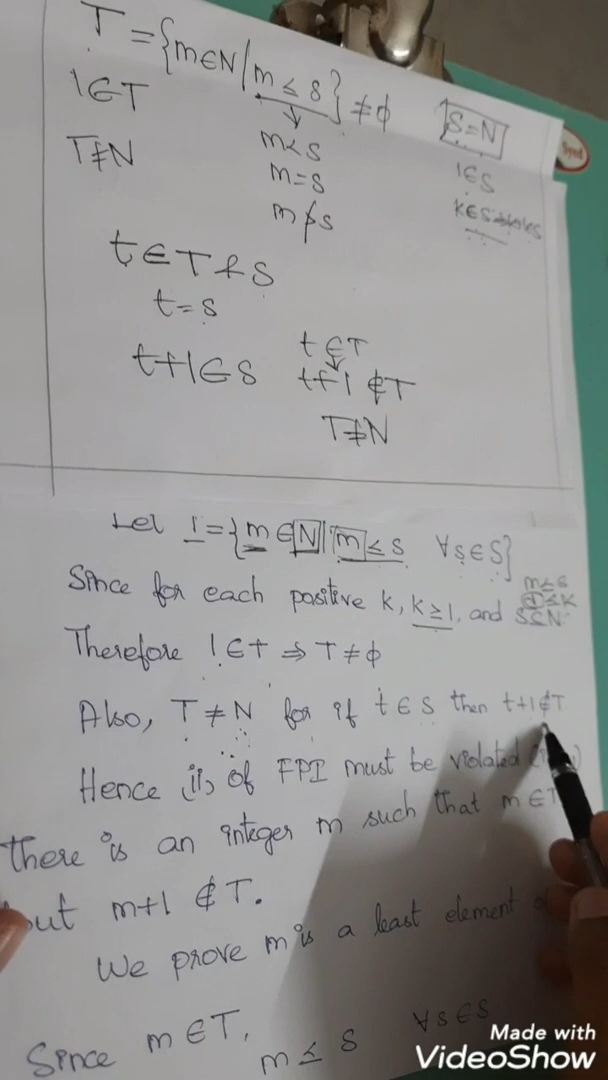 T = {m∈N | m ≤ s} ≠ ϕ
1∈T
T≠N
m<s
m=s
m≯s
S=N
1∈S
K∈S
t∈T & S
t=s
t+1∈S
t∈T
t+1∉T
T≠N
Let T={m∈N | m≤s ∀s∈S}
Since for each positive k, k≥1, and S⊆N
Therefore 1∈T ⇒ T≠ϕ
Also, T≠N for if t∈S then t+1∉T
Hence (ii) of FPI must be violated
there is an integer m such that m∈T
but m+1∉T.
We prove m is a least element
Since m∈T,
m≤s ∀s∈S
Made with
VideoShow